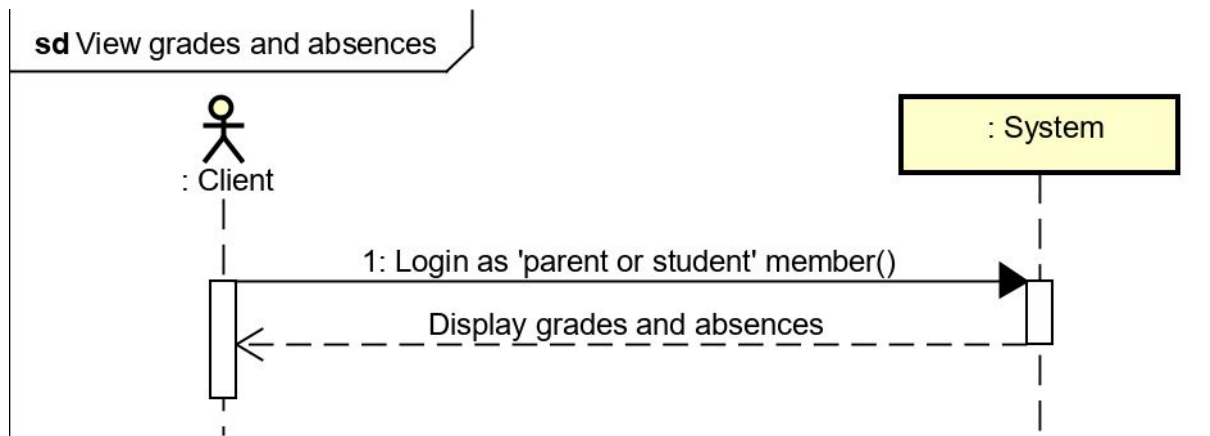 sd View grades and absences
: Client
: System
1: Login as 'parent or student' member()
Display grades and absences